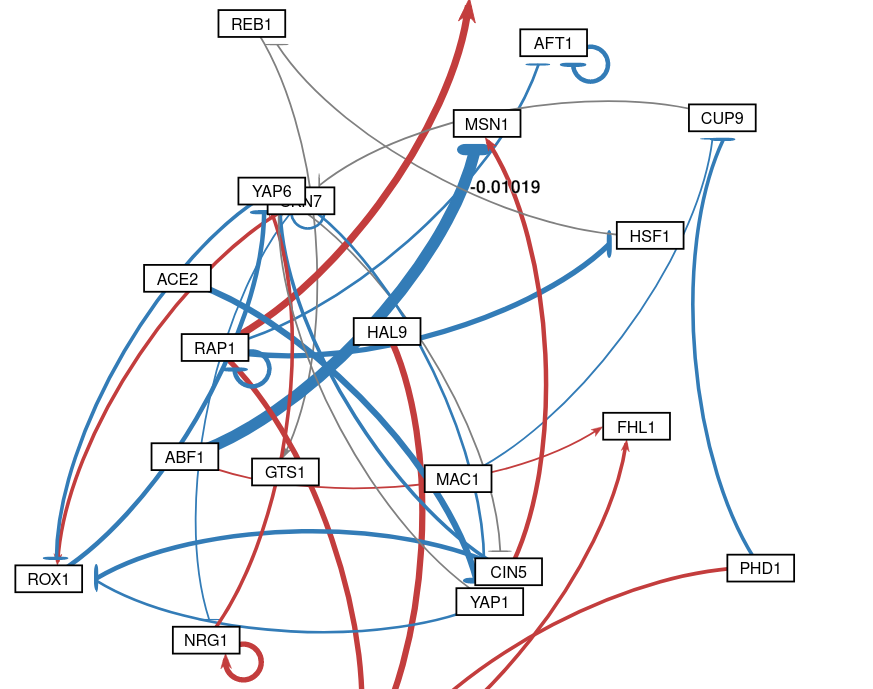 REB1
AFT1
MSN1
CUP9
-0.01019
YAP6
HSF1
ACE2
HAL9
RAP1
FHL1
ABF1
GTS1
MAC1
CIN5
PHD1
ROX1
YAP1
NRG1